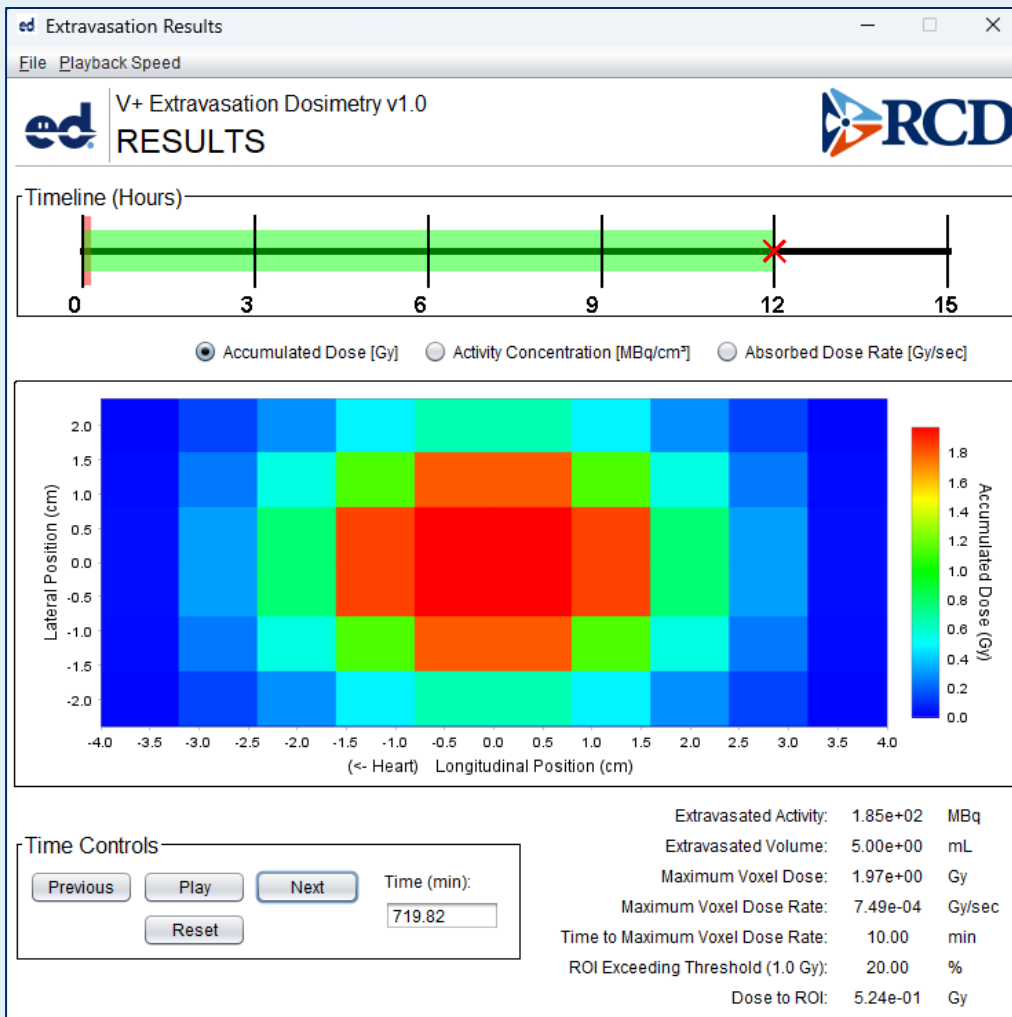 ed Extravasation Results
File Playback Speed
ed V+ Extravasation Dosimetry v1.0
RESULTS
RCD
Timeline (Hours)
0 3 6 9 12 15
Accumulated Dose [Gy] Activity Concentration [MBq/cm³] Absorbed Dose Rate [Gy/sec]
2.0
1.5
1.0
0.5
0.0
-0.5
-1.0
-1.5
-2.0
Lateral Position (cm)
-4.0 -3.5 -3.0 -2.5 -2.0 -1.5 -1.0 -0.5 0.0 0.5 1.0 1.5 2.0 2.5 3.0 3.5 4.0
(<- Heart) Longitudinal Position (cm)
1.8
1.6
1.4
1.2
1.0
0.8
0.6
0.4
0.2
0.0
Accumulated Dose (Gy)
Time Controls
Previous Play Next
Reset
Time (min):
719.82
Extravasated Activity: 1.85e+02 MBq
Extravasated Volume: 5.00e+00 mL
Maximum Voxel Dose: 1.97e+00 Gy
Maximum Voxel Dose Rate: 7.49e-04 Gy/sec
Time to Maximum Voxel Dose Rate: 10.00 min
ROI Exceeding Threshold (1.0 Gy): 20.00 %
Dose to ROI: 5.24e-01 Gy